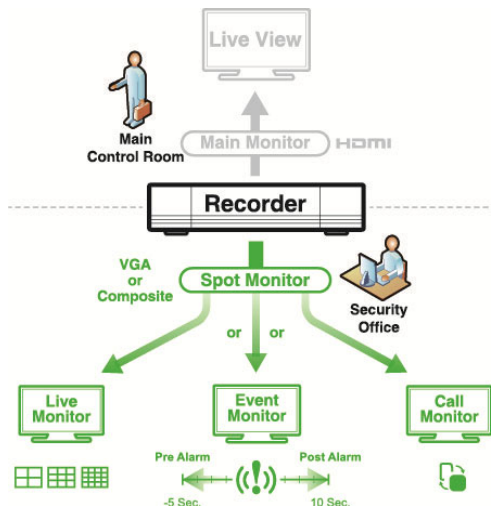 Live View
Main
Control Room
Main Monitor
HDMI
Recorder
VGA
or
Composite
Spot Monitor
Security
Office
or
or
Live
Monitor
Event
Monitor
Call
Monitor
Pre Alarm
Post Alarm
-5 Sec.
10 Sec.